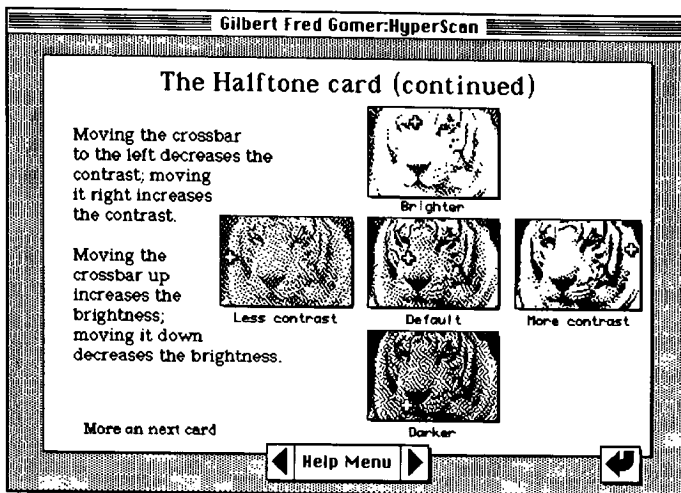 Gilbert Fred Gomer:HyperScan
The Halftone card (continued)
Moving the crossbar
to the left decreases the
contrast; moving
it right increases
the contrast.
Moving the
crossbar up
increases the
brightness;
moving it down
decreases the brightness.
Brighter
Less contrast
Default
More contrast
Darker
More on next card
Help Menu